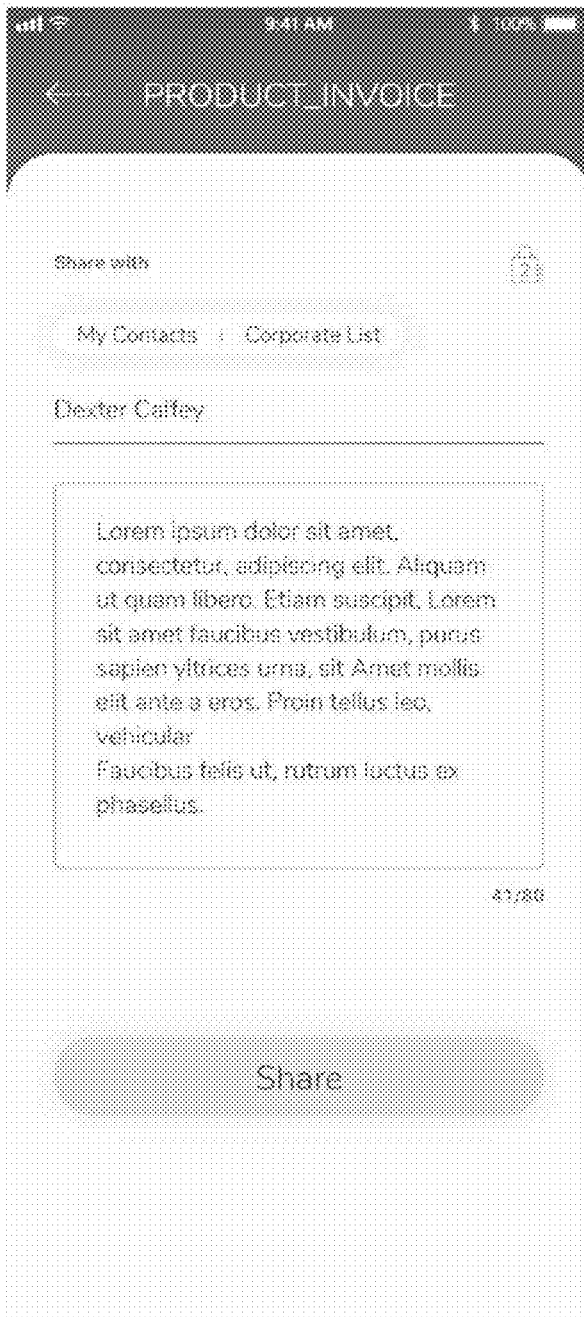 9:41 AM 100%
PRODUCT_INVOICE
Share with 2
My Contacts Corporate List
Dexter Caffey
Lorem ipsum dolor sit amet,
consectetur, adipiscing elit. Aliquam
ut quam libero. Etiam suscipit, Lorem
sit amet faucibus vestibulum, purus
sapien yltrices urna, sit Amet mollis
elit ante a eros. Proin tellus leo,
vehicular
Faucibus felis ut, rutrum luctus ex
phasellus.
41/80
Share